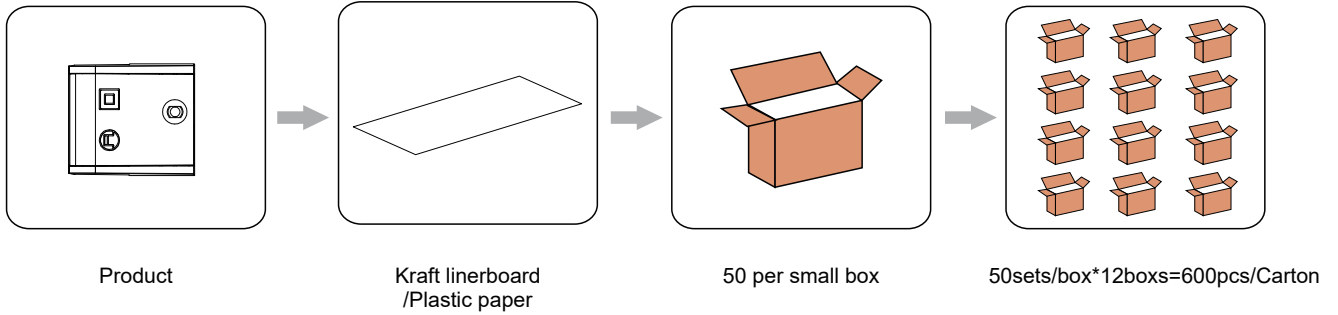 Product
Kraft linerboard
/Plastic paper
50 per small box
50sets/box*12boxs=600pcs/Carton